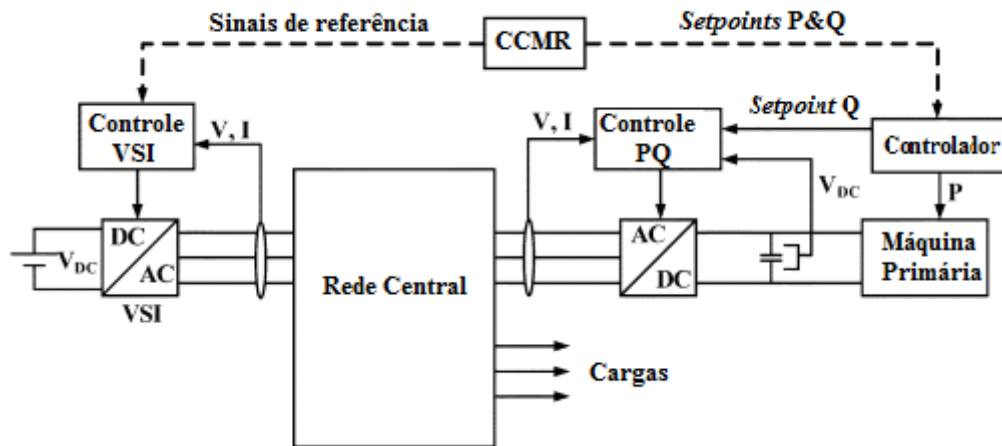 Sinais de referência
CCMR
Setpoints P&Q
Controle
VSI
V, I
V, I
Controle
PQ
Setpoint Q
Controlador
V_DC
P
V_DC
DC
AC
VSI
Rede Central
AC
DC
Máquina
Primária
Cargas